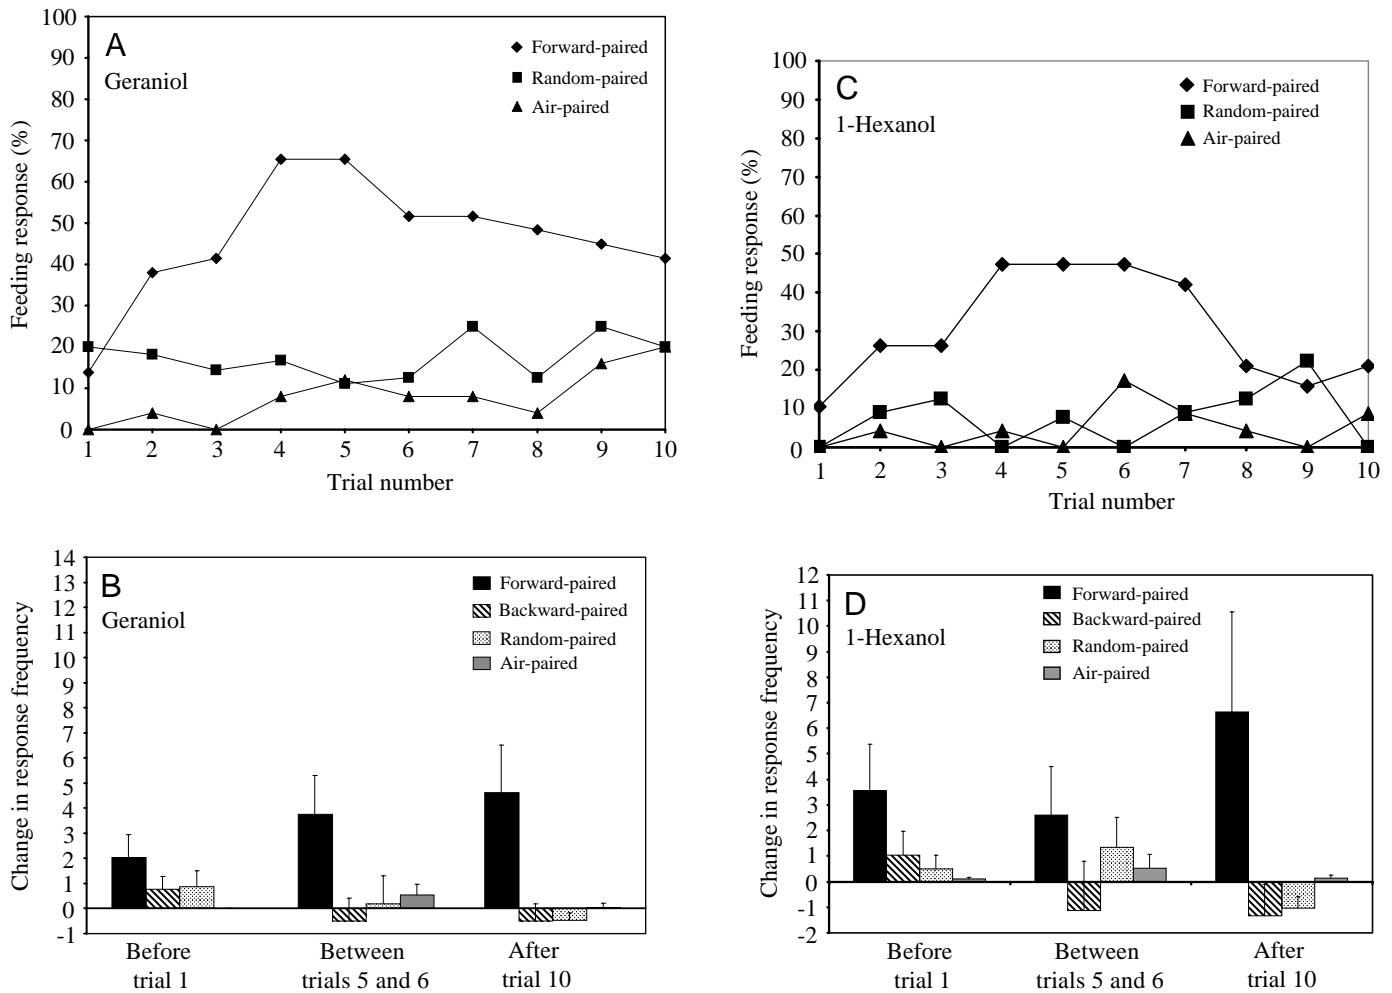 A
Geraniol
Forward-paired
Random-paired
Air-paired
Feeding response (%)
100
90
80
70
60
50
40
30
20
10
0
1 2 3 4 5 6 7 8 9 10
Trial number
C
1-Hexanol
Forward-paired
Random-paired
Air-paired
Feeding response (%)
100
90
80
70
60
50
40
30
20
10
0
1 2 3 4 5 6 7 8 9 10
Trial number
B
Geraniol
Forward-paired
Backward-paired
Random-paired
Air-paired
Change in response frequency
14
13
12
11
10
9
8
7
6
5
4
3
2
1
0
-1
Before
trial 1
Between
trials 5 and 6
After
trial 10
D
1-Hexanol
Forward-paired
Backward-paired
Random-paired
Air-paired
Change in response frequency
12
11
10
9
8
7
6
5
4
3
2
1
0
-1
-2
Before
trial 1
Between
trials 5 and 6
After
trial 10